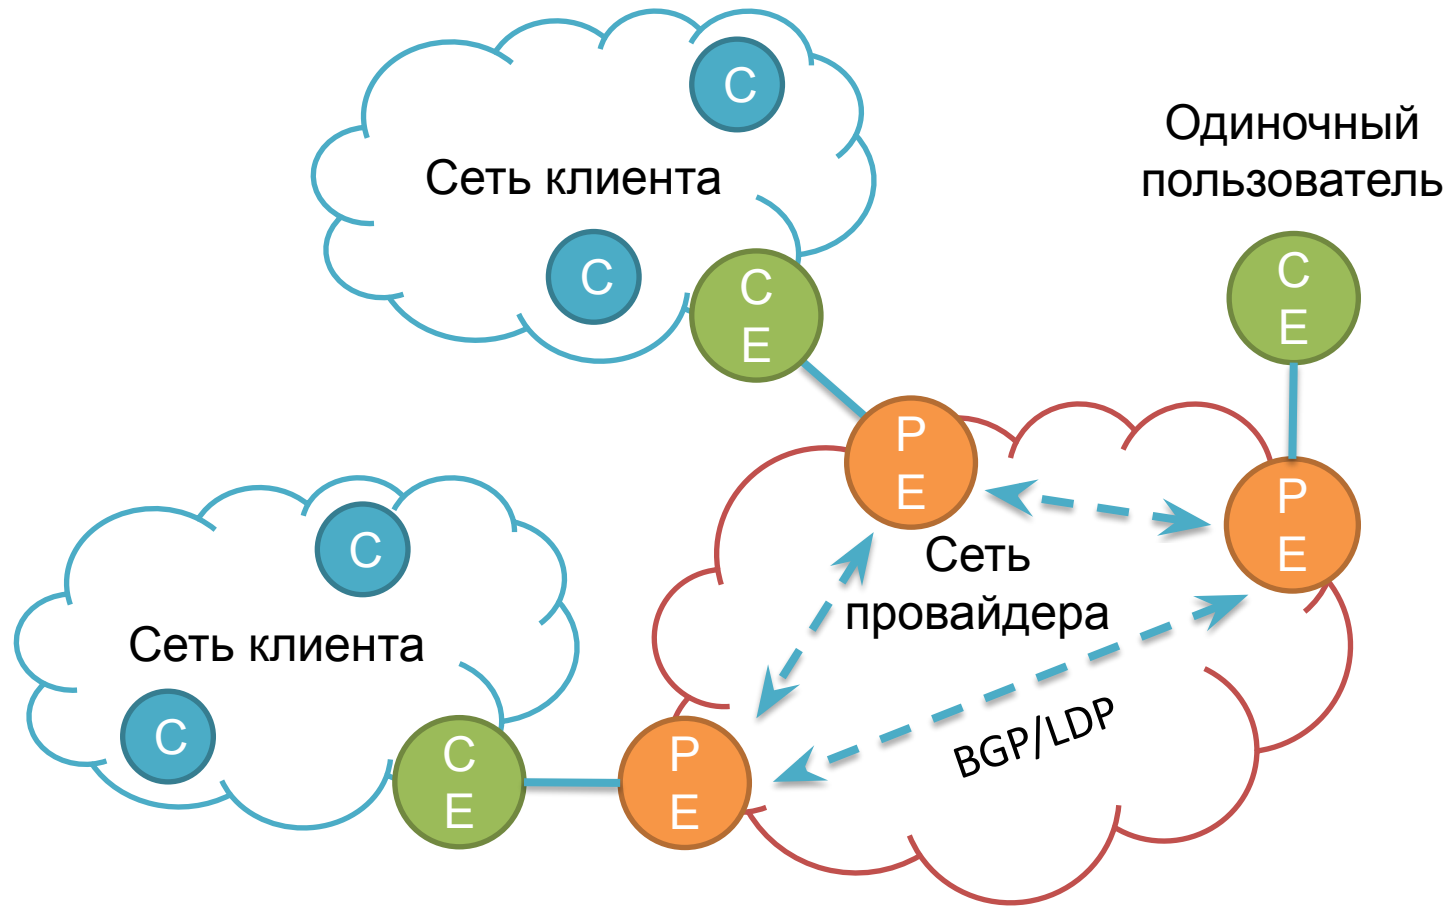 C
Сеть клиента
C
C
E
Одиночный
пользователь
C
E
P
E
P
E
Сеть
провайдера
C
Сеть клиента
C
C
E
P
E
BGP/LDP